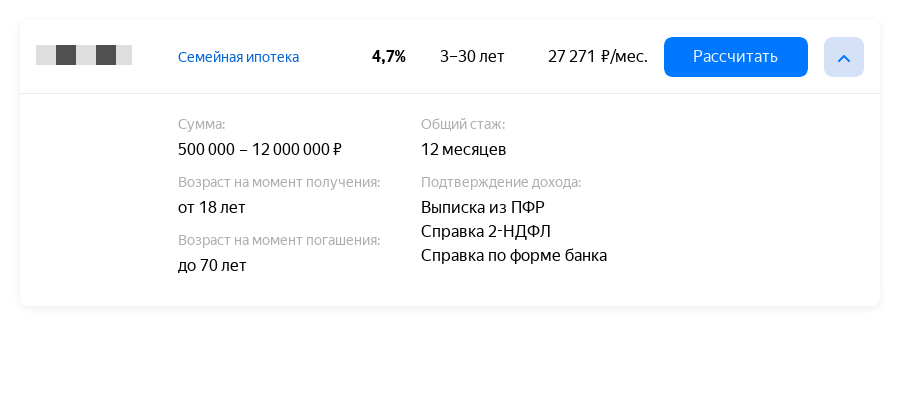 Семейная ипотека 4,7% 3–30 лет 27 271 ₽/мес. Рассчитать
Сумма:
500 000 – 12 000 000 ₽
Возраст на момент получения:
от 18 лет
Возраст на момент погашения:
до 70 лет
Общий стаж:
12 месяцев
Подтверждение дохода:
Выписка из ПФР
Справка 2-НДФЛ
Справка по форме банка